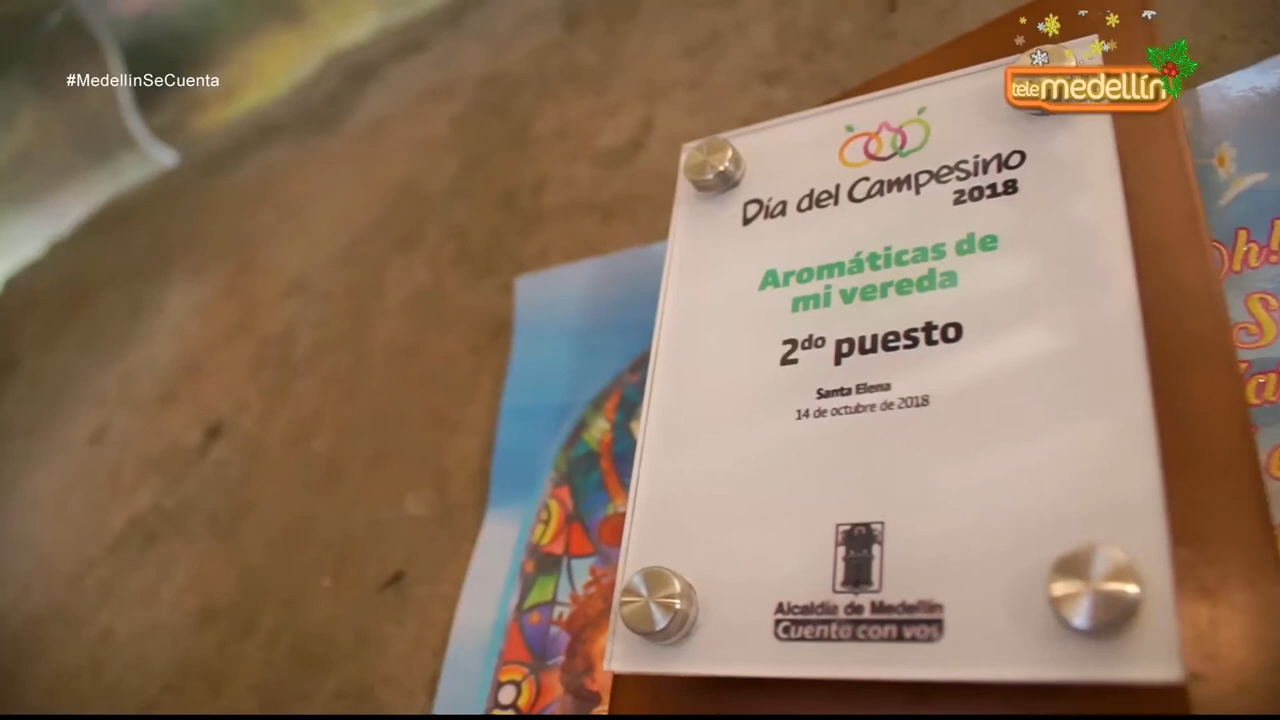 #MedellínSeCuenta
telemedellín
Día del Campesino
2018
Aromáticas de
mi vereda
2do puesto
Santa Elena
14 de octubre de 2018
Alcaldía de Medellín
Cuenta con vos
Oh!